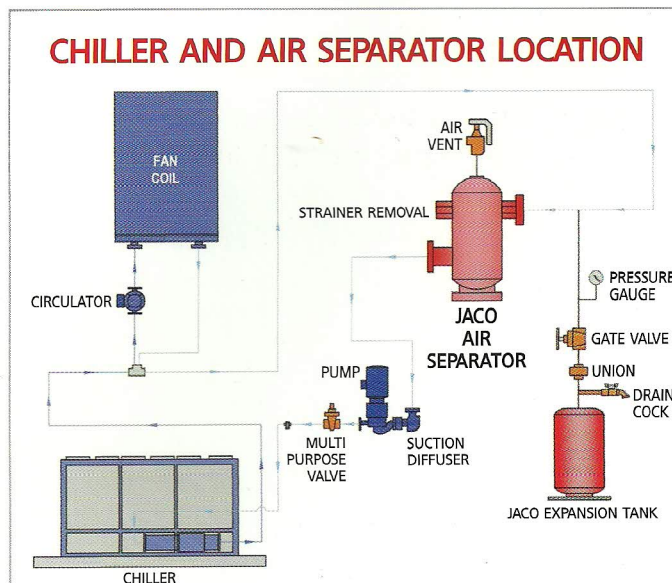 CHILLER AND AIR SEPARATOR LOCATION
FAN
COIL
AIR
VENT
STRAINER REMOVAL
CIRCULATOR
PRESSURE
GAUGE
JACO
AIR
SEPARATOR
GATE VALVE
UNION
DRAIN
COCK
PUMP
MULTI
PURPOSE
VALVE
SUCTION
DIFFUSER
JACO EXPANSION TANK
CHILLER